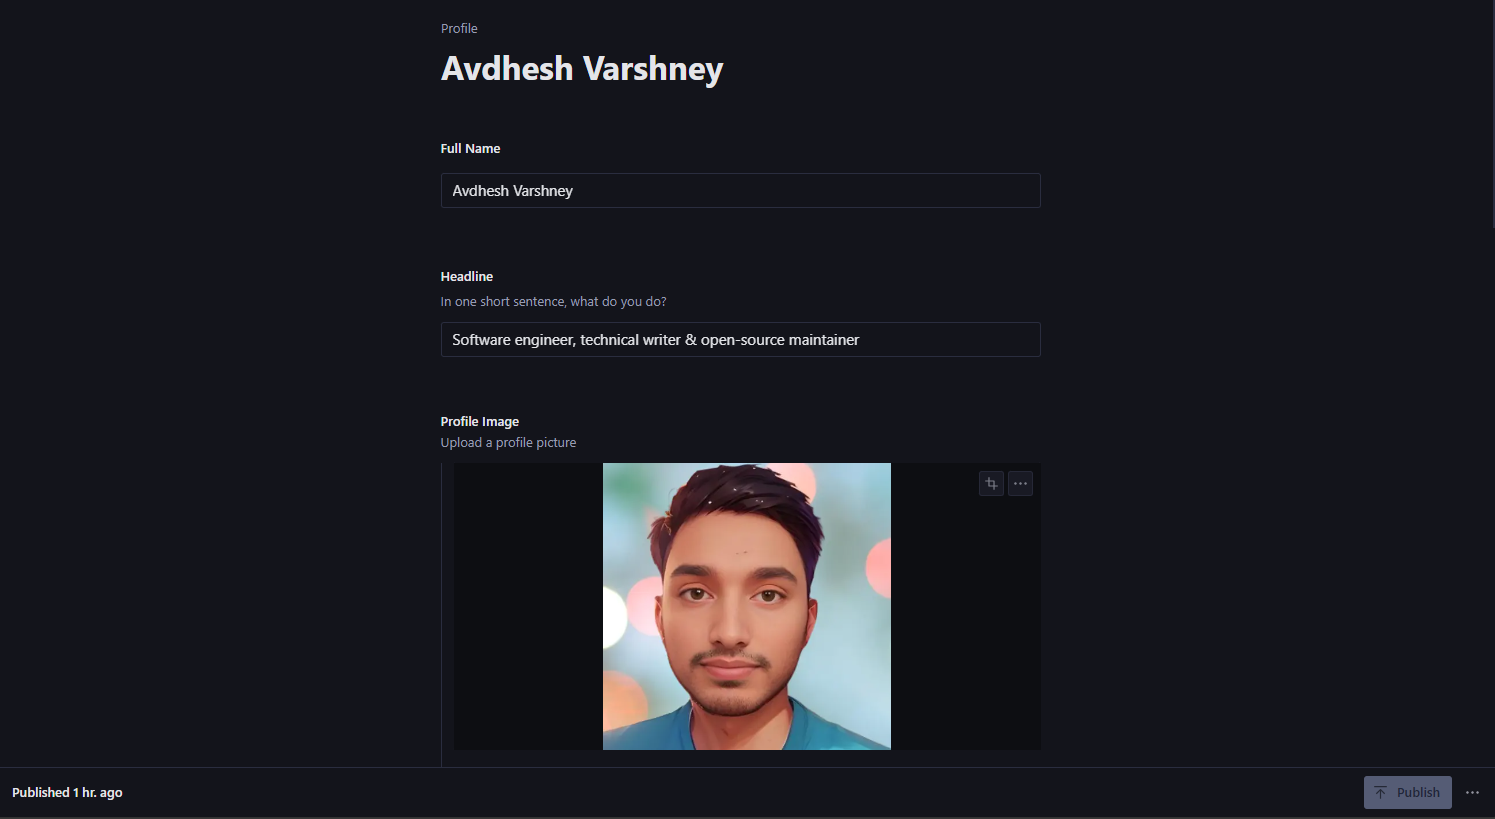 Profile
Avdhesh Varshney
Full Name
Avdhesh Varshney
Headline
In one short sentence, what do you do?
Software engineer, technical writer & open-source maintainer
Profile Image
Upload a profile picture
Published 1 hr. ago
Publish